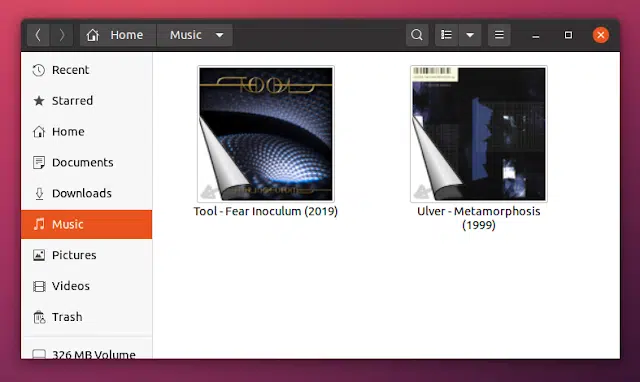 Home
Music
Recent
Starred
Home
Documents
Downloads
Music
Pictures
Videos
Trash
326 MB Volume
TOOL
Tool - Fear Inoculum (2019)
Ulver - Metamorphosis
(1999)